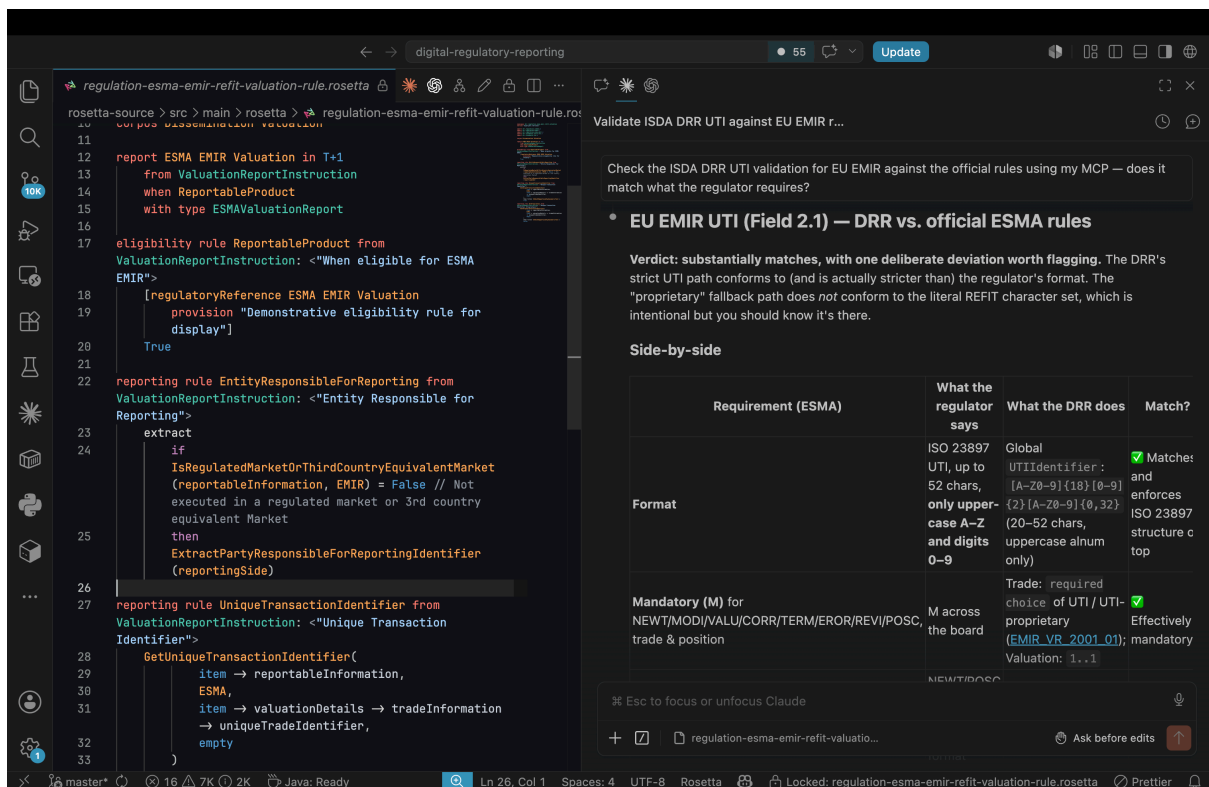 digital-regulatory-reporting
55
Update
regulation-esma-emir-refit-valuation-rule.rosetta
rosetta-source > src > main > rosetta > regulation-esma-emir-refit-valuation-rule.ros
10 corpus Dissemination Valuation
11
12 report ESMA EMIR Valuation in T+1
13 from ValuationReportInstruction
14 when ReportableProduct
15 with type ESMAValuationReport
16
17 eligibility rule ReportableProduct from
ValuationReportInstruction: <"When eligible for ESMA
EMIR">
18 [regulatoryReference ESMA EMIR Valuation
19 provision "Demonstrative eligibility rule for
display"]
20 True
21
22 reporting rule EntityResponsibleForReporting from
ValuationReportInstruction: <"Entity Responsible for
Reporting">
23 extract
24 if
IsRegulatedMarketOrThirdCountryEquivalentMarket
(reportableInformation, EMIR) = False // Not
executed in a regulated market or 3rd country
equivalent Market
25 then
ExtractPartyResponsibleForReportingIdentifier
(reportingSide)
26
27 reporting rule UniqueTransactionIdentifier from
ValuationReportInstruction: <"Unique Transaction
Identifier">
28 GetUniqueTransactionIdentifier(
29 item → reportableInformation,
30 ESMA,
31 item → valuationDetails → tradeInformation
→ uniqueTradeIdentifier,
32 empty
33 )
10K
1
Validate ISDA DRR UTI against EU EMIR r...
Check the ISDA DRR UTI validation for EU EMIR against the official rules using my MCP — does it
match what the regulator requires?
EU EMIR UTI (Field 2.1) — DRR vs. official ESMA rules
Verdict: substantially matches, with one deliberate deviation worth flagging. The DRR's
strict UTI path conforms to (and is actually stricter than) the regulator's format. The
"proprietary" fallback path does not conform to the literal REFIT character set, which is
intentional but you should know it's there.
Side-by-side
Requirement (ESMA)
What the
regulator
says
What the DRR does
Match?
Format
ISO 23897
UTI, up to
52 chars,
only upper-
case A–Z
and digits
0–9
Global
UTIIdentifier:
[A-Z0-9]{18}[0-9]
{2}[A-Z0-9]{0,32}
(20–52 chars,
uppercase alnum
only)
✅ Matches
and
enforces
ISO 23897
structure o
top
Mandatory (M) for
NEWT/MODI/VALU/CORR/TERM/EROR/REVI/POSC,
trade & position
M across
the board
Trade: required
choice of UTI / UTI-
proprietary
(EMIR_VR_2001_01);
Valuation: 1..1
✅
Effectively
mandatory
NEWT/POSC
⌘ Esc to focus or unfocus Claude
regulation-esma-emir-refit-valuatio...
Ask before edits
format
master*
16
7K
2K
Java: Ready
Ln 26, Col 1
Spaces: 4
UTF-8
Rosetta
Locked: regulation-esma-emir-refit-valuation-rule.rosetta
Prettier